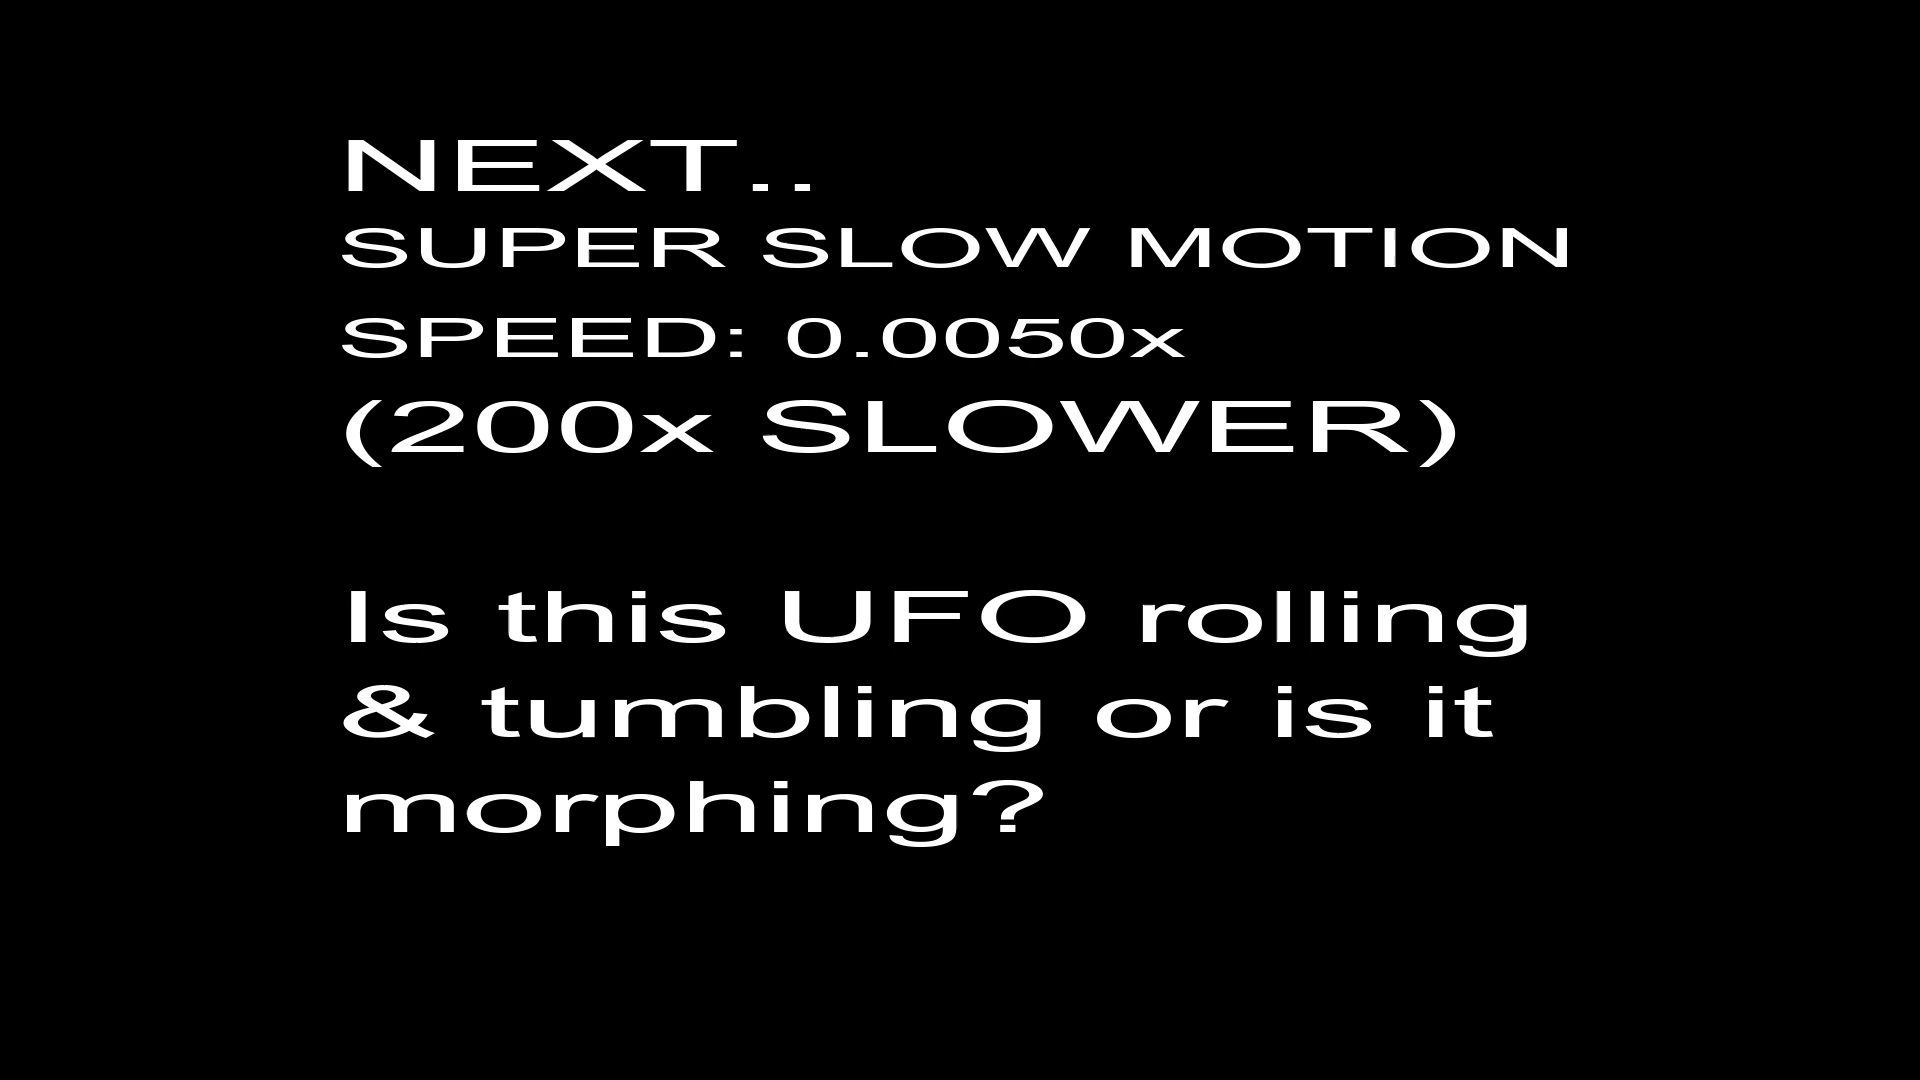 NEXT..
SUPER SLOW MOTION
SPEED: 0.0050x
(200x SLOWER)
Is this UFO rolling
& tumbling or is it
morphing?